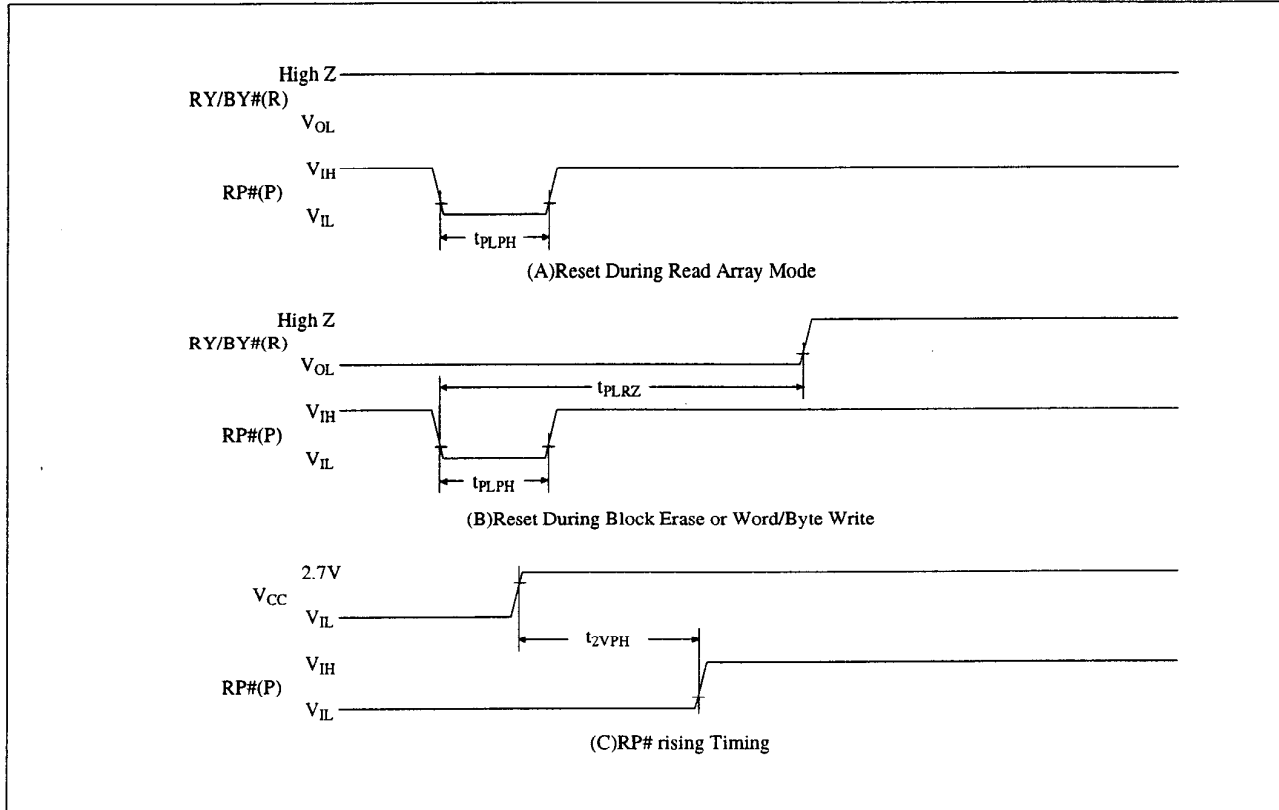 High Z
RY/BY#(R)
VOL
VIH
RP#(P)
VIL
tPLPH
(A)Reset During Read Array Mode
High Z
RY/BY#(R)
VOL
tPLRZ
VIH
RP#(P)
VIL
tPLPH
(B)Reset During Block Erase or Word/Byte Write
2.7V
VCC
VIL
t2VPH
VIH
RP#(P)
VIL
(C)RP# rising Timing